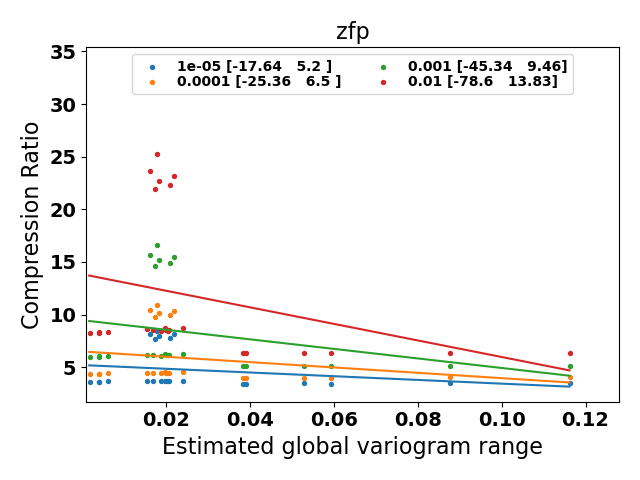 zfp
1e-05 [-17.64   5.2 ]
0.0001 [-25.36   6.5 ]
0.001 [-45.34   9.46]
0.01 [-78.6   13.83]
35
30
25
20
15
10
5
Compression Ratio
0.02 0.04 0.06 0.08 0.10 0.12
Estimated global variogram range